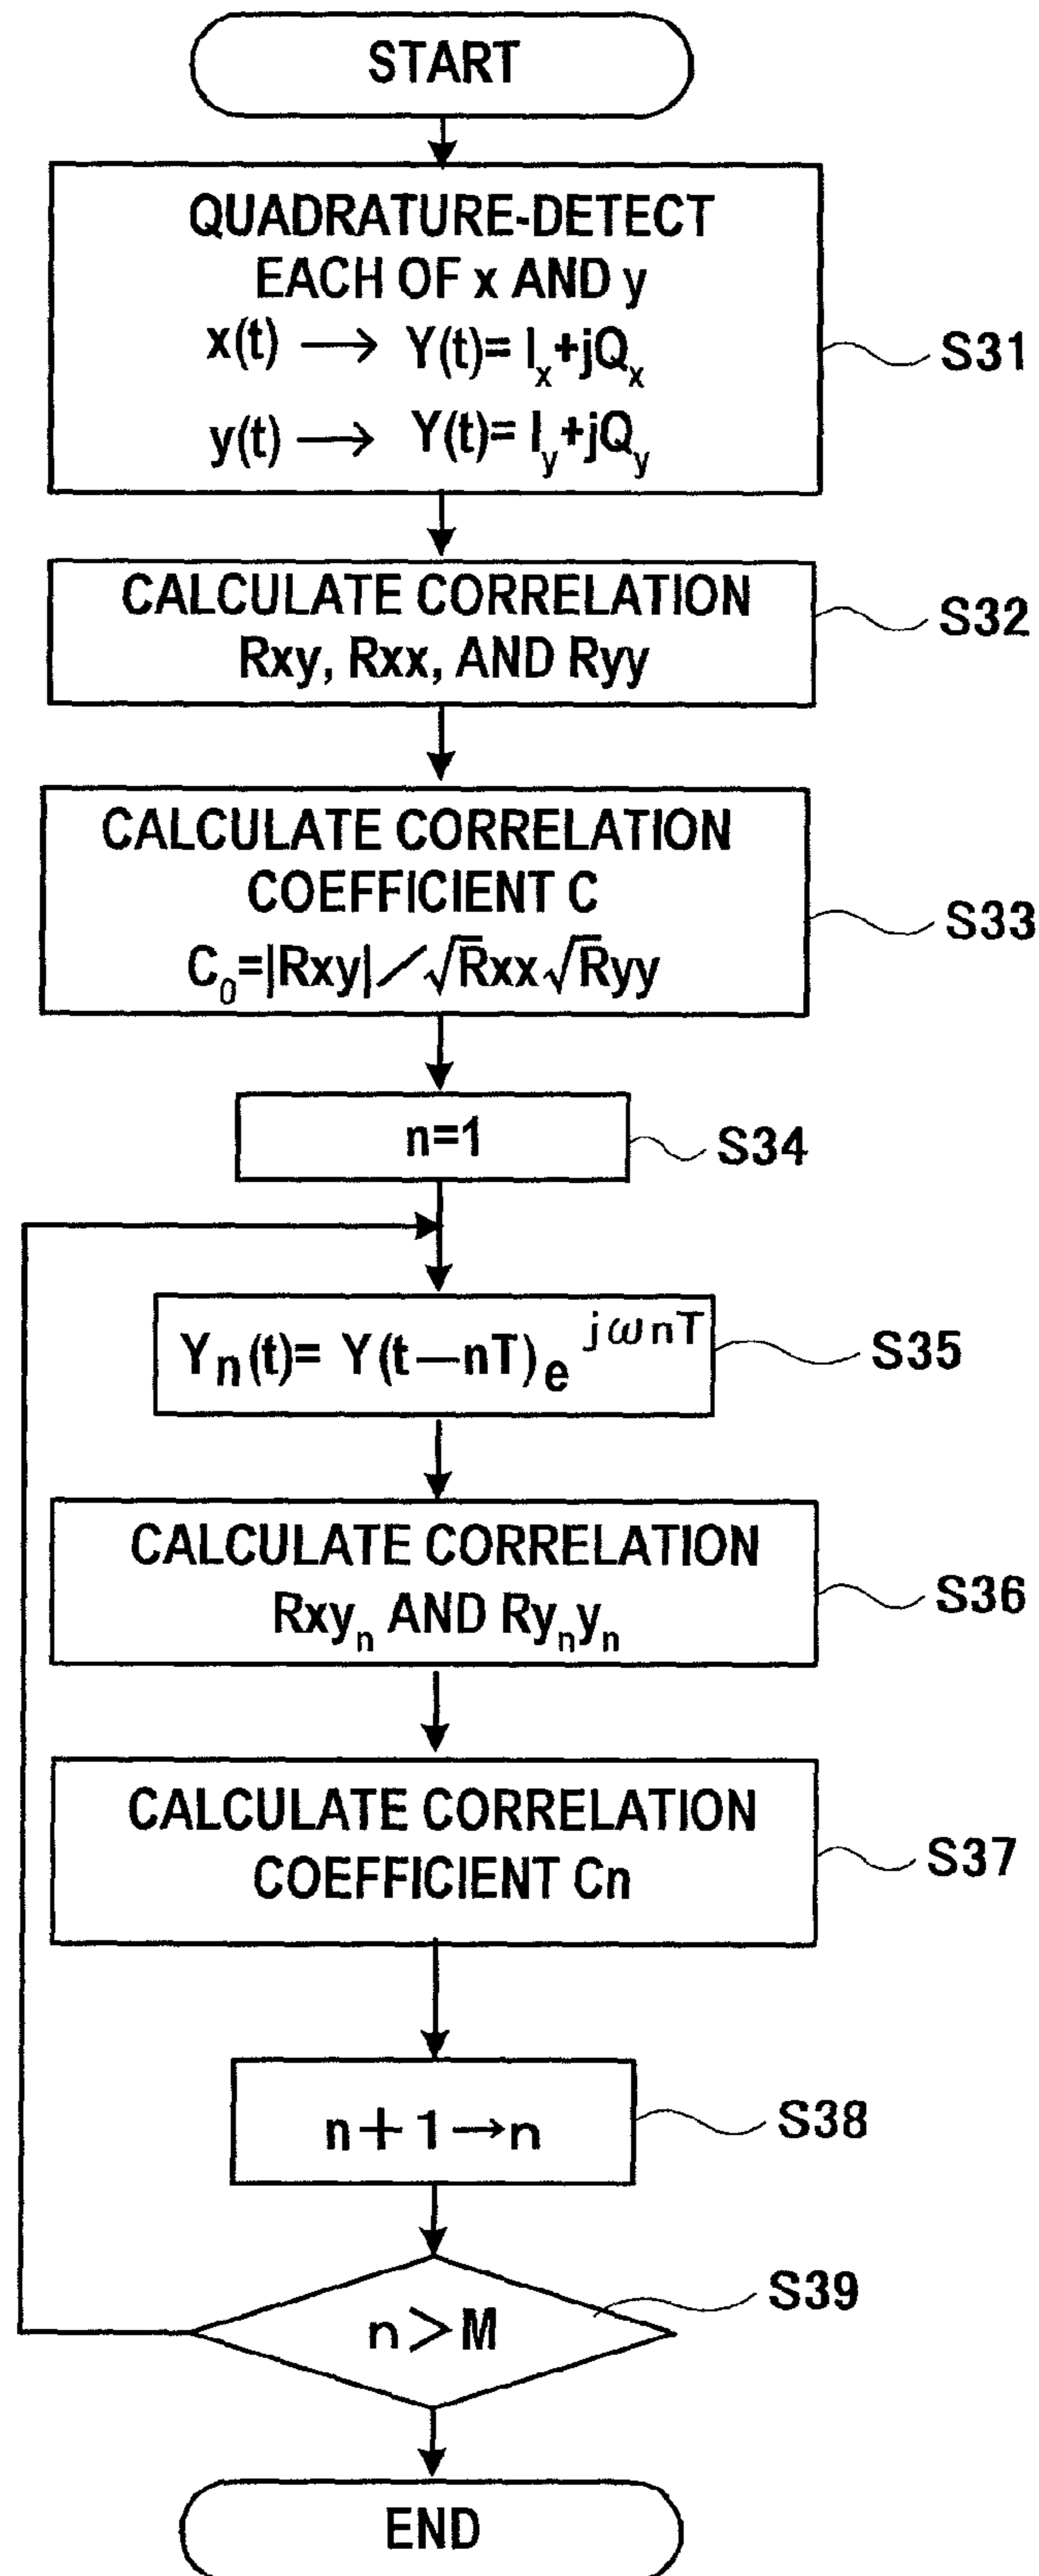 START
QUADRATURE-DETECT
EACH OF x AND y
x(t) → Y(t)= Iₓ+jQₓ
y(t) → Y(t)= I_y+jQ_y
S31
CALCULATE CORRELATION
Rxy, Rxx, AND Ryy
S32
CALCULATE CORRELATION
COEFFICIENT C
C₀=|Rxy|／√Rxx√Ryy
S33
n=1
S34
Yn(t)= Y(t—nT)e^jωnT
S35
CALCULATE CORRELATION
Rxyₙ AND Ryₙyₙ
S36
CALCULATE CORRELATION
COEFFICIENT Cn
S37
n+1→n
S38
n>M
S39
END